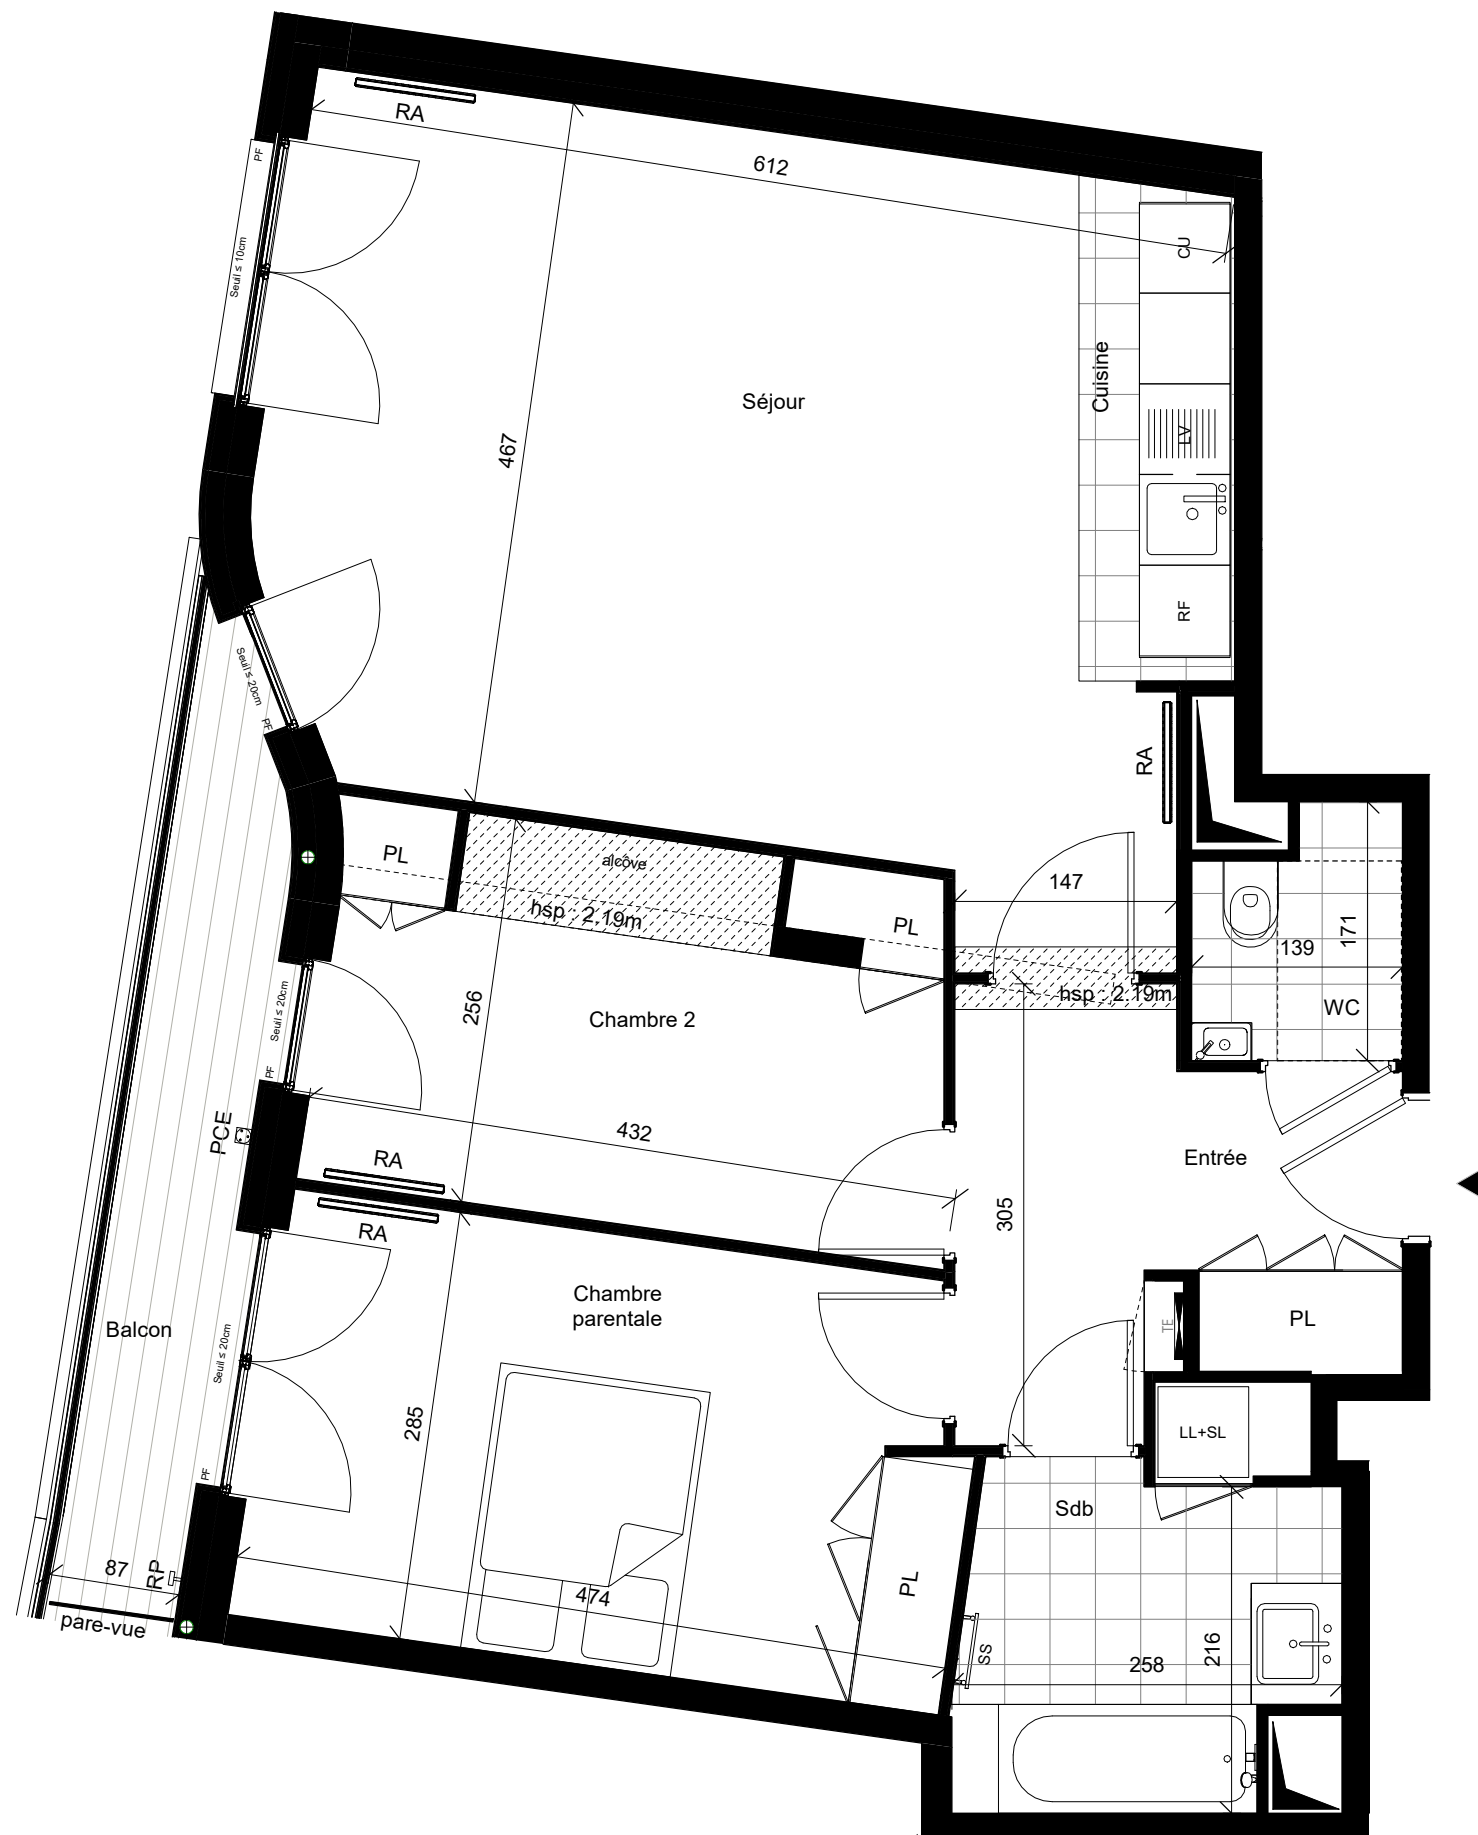 RA
612
PF
Seuil ≤ 10cm
CU
Cuisine
Séjour
LV
467
RF
Seuil ≤ 20cm
PF
RA
PL
alcôve
hsp : 2.19m
PL
147
hsp : 2.19m
139
171
WC
256
Chambre 2
Seuil ≤ 20cm
PF
PCE
432
RA
RA
Entrée
305
Chambre
parentale
Balcon
Seuil ≤ 20cm
PF
TE
PL
285
LL+SL
Sdb
87
RP
pare-vue
474
PL
SS
258
216